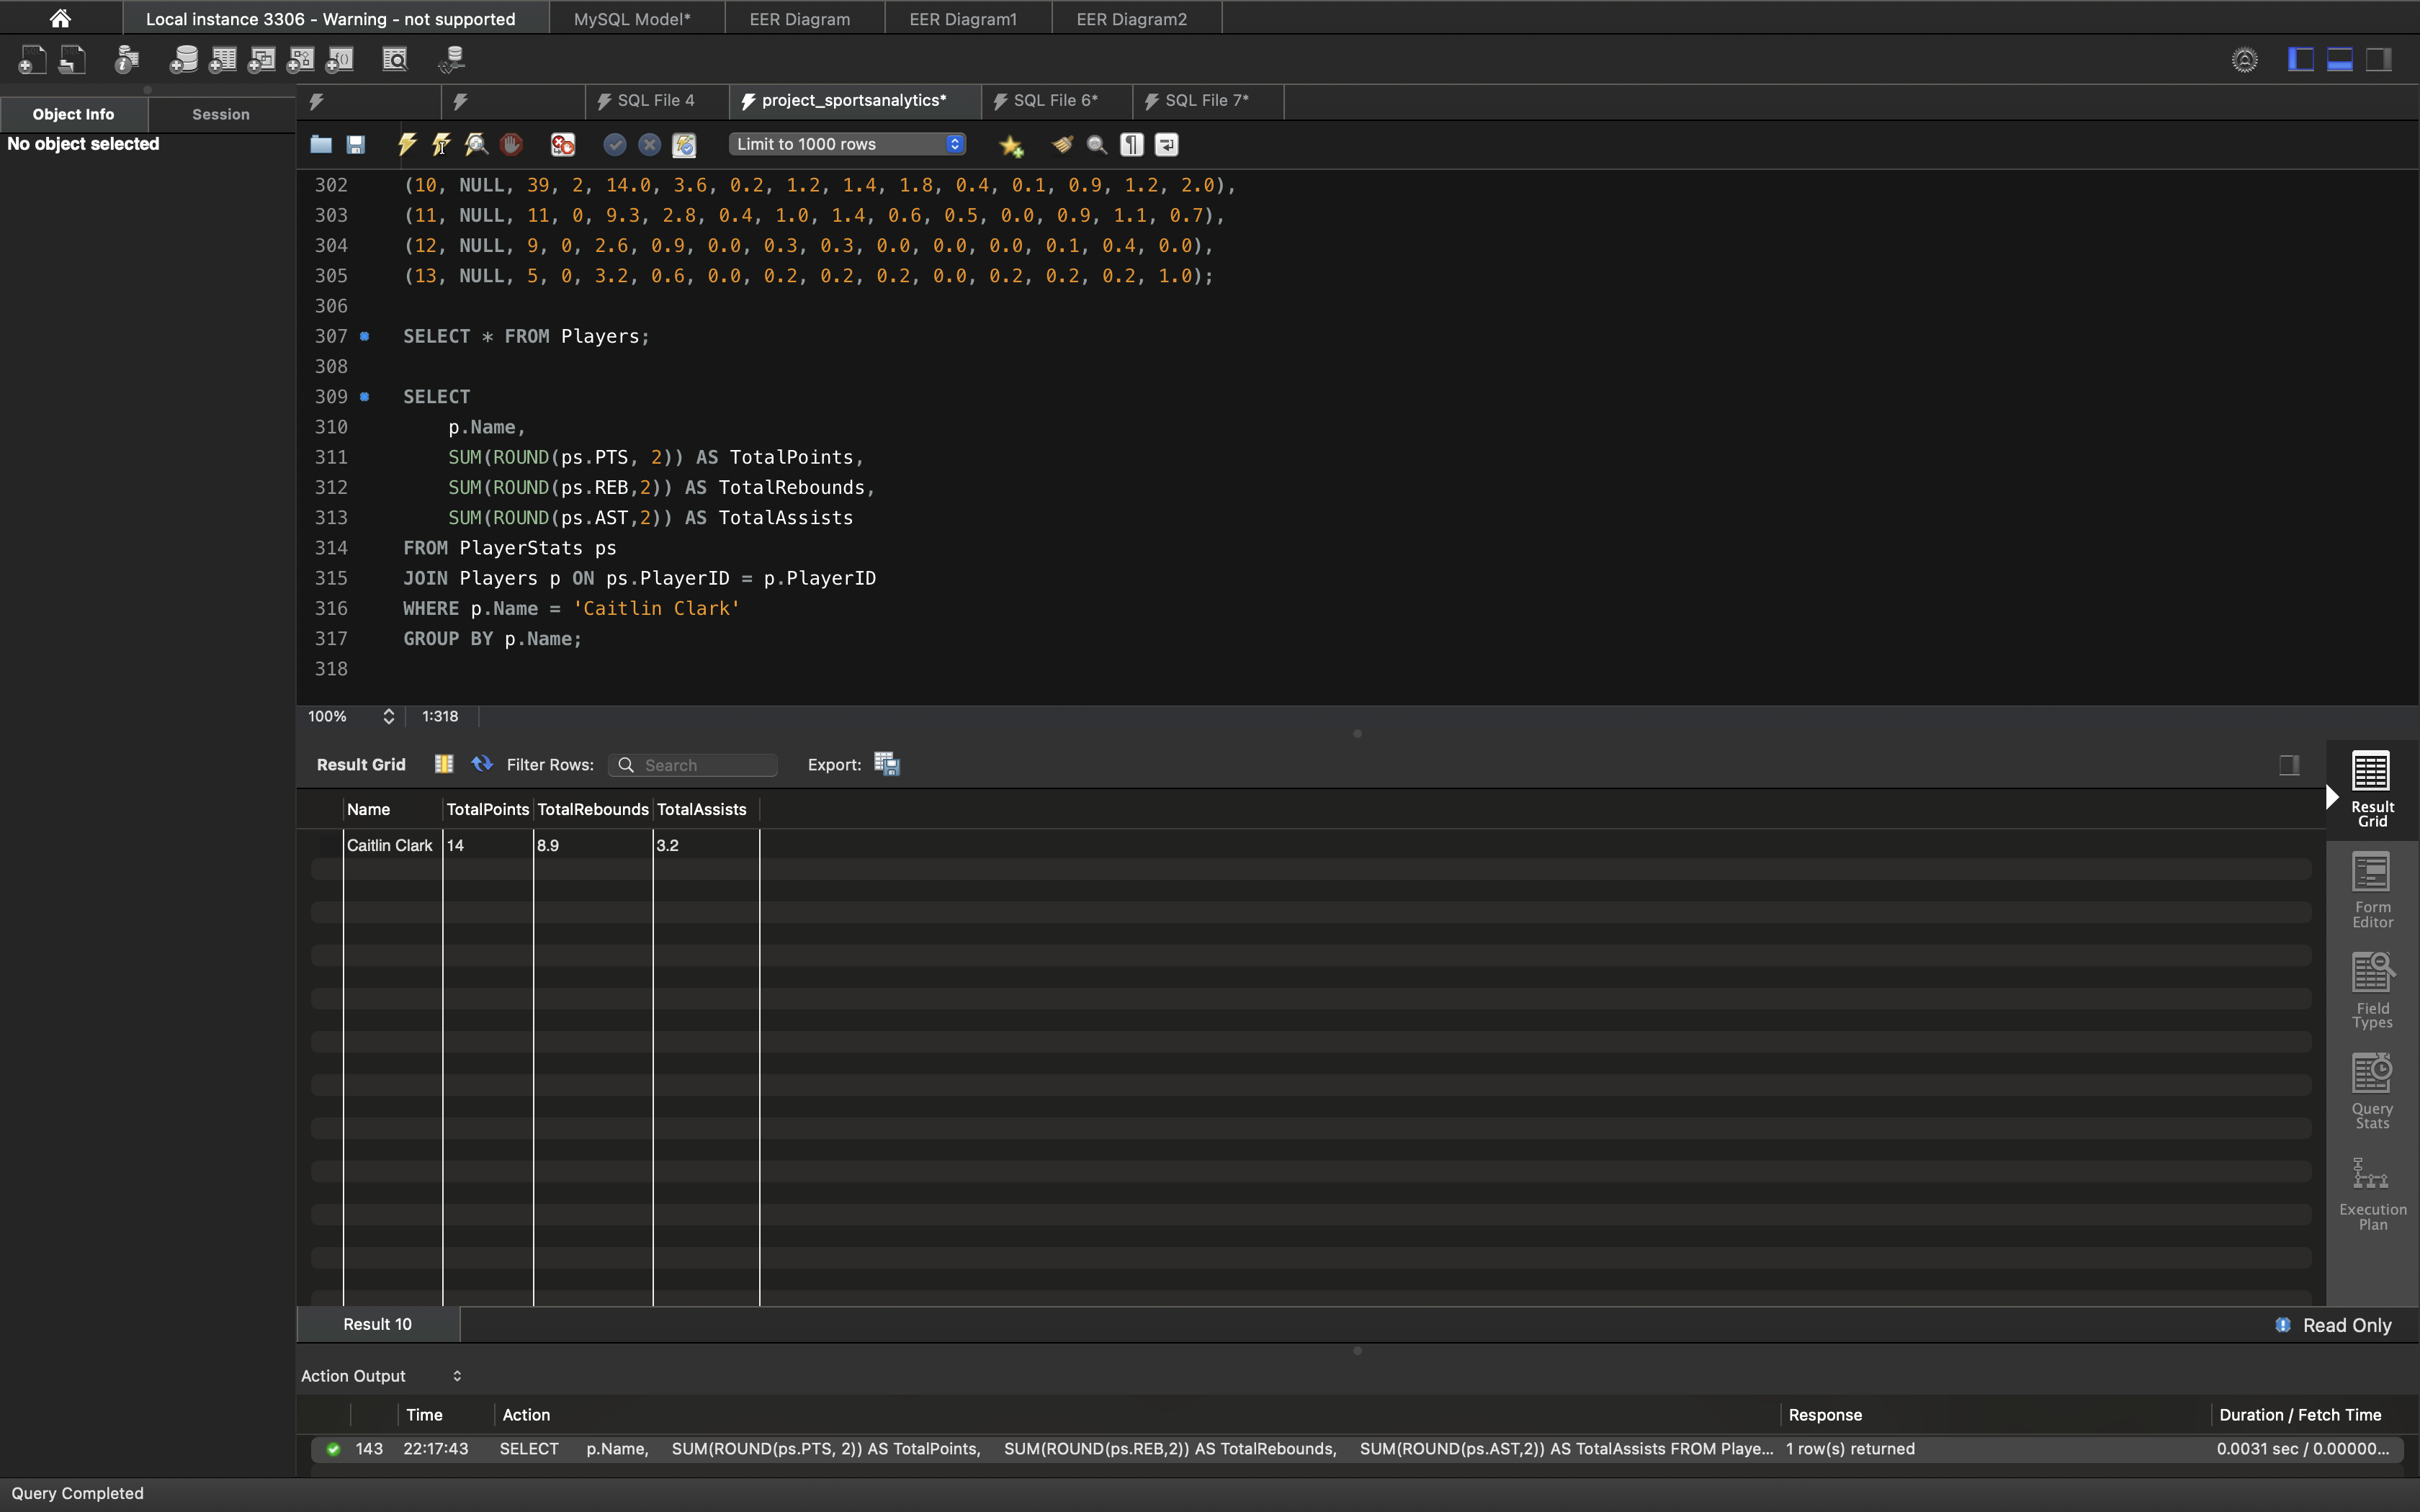 Local instance 3306 - Warning - not supported
MySQL Model*
EER Diagram
EER Diagram1
EER Diagram2
Object Info
Session
SQL File 4
project_sportsanalytics*
SQL File 6*
SQL File 7*
No object selected
Limit to 1000 rows
302 (10, NULL, 39, 2, 14.0, 3.6, 0.2, 1.2, 1.4, 1.8, 0.4, 0.1, 0.9, 1.2, 2.0),
303 (11, NULL, 11, 0, 9.3, 2.8, 0.4, 1.0, 1.4, 0.6, 0.5, 0.0, 0.9, 1.1, 0.7),
304 (12, NULL, 9, 0, 2.6, 0.9, 0.0, 0.3, 0.3, 0.0, 0.0, 0.0, 0.1, 0.4, 0.0),
305 (13, NULL, 5, 0, 3.2, 0.6, 0.0, 0.2, 0.2, 0.2, 0.0, 0.2, 0.2, 0.2, 1.0);
306
307 SELECT * FROM Players;
308
309 SELECT
310 p.Name,
311 SUM(ROUND(ps.PTS, 2)) AS TotalPoints,
312 SUM(ROUND(ps.REB,2)) AS TotalRebounds,
313 SUM(ROUND(ps.AST,2)) AS TotalAssists
314 FROM PlayerStats ps
315 JOIN Players p ON ps.PlayerID = p.PlayerID
316 WHERE p.Name = 'Caitlin Clark'
317 GROUP BY p.Name;
318
100% 1:318
Result Grid Filter Rows: Search Export:
Name TotalPoints TotalRebounds TotalAssists
Caitlin Clark 14 8.9 3.2
Result
Grid
Form
Editor
Field
Types
Query
Stats
Execution
Plan
Result 10
Read Only
Action Output
Time Action Response Duration / Fetch Time
143 22:17:43 SELECT p.Name, SUM(ROUND(ps.PTS, 2)) AS TotalPoints, SUM(ROUND(ps.REB,2)) AS TotalRebounds, SUM(ROUND(ps.AST,2)) AS TotalAssists FROM Playe... 1 row(s) returned 0.0031 sec / 0.00000...
Query Completed